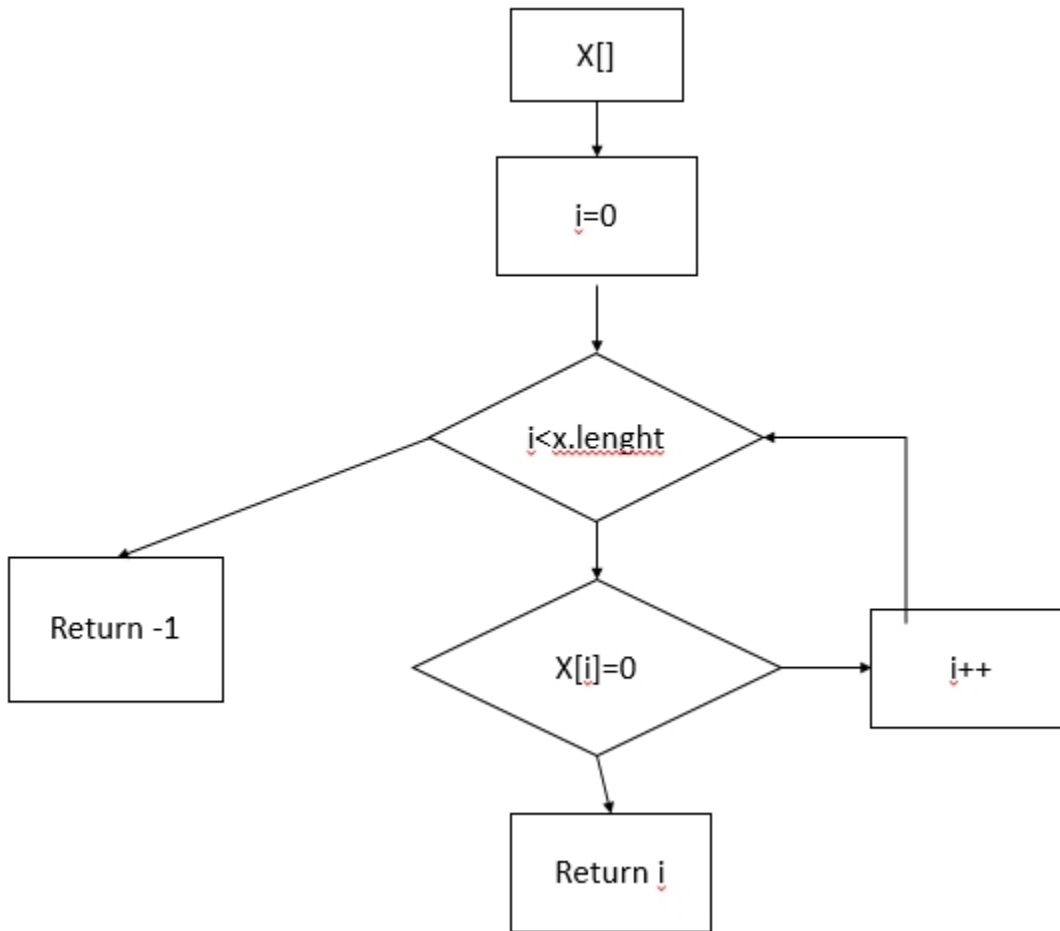 X[]
i=0
i<x.lenght
Return -1
X[i]=0
i++
Return i